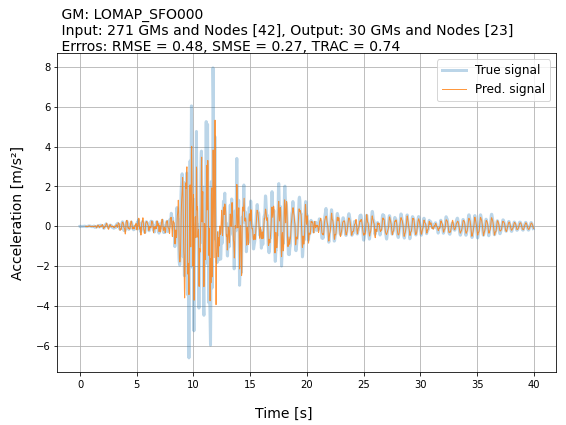 GM: LOMAP_SFO000
Input: 271 GMs and Nodes [42], Output: 30 GMs and Nodes [23]
Errros: RMSE = 0.48, SMSE = 0.27, TRAC = 0.74
True signal
Pred. signal
8
6
4
2
0
−2
−4
−6
Acceleration [m/s²]
0 5 10 15 20 25 30 35 40
Time [s]